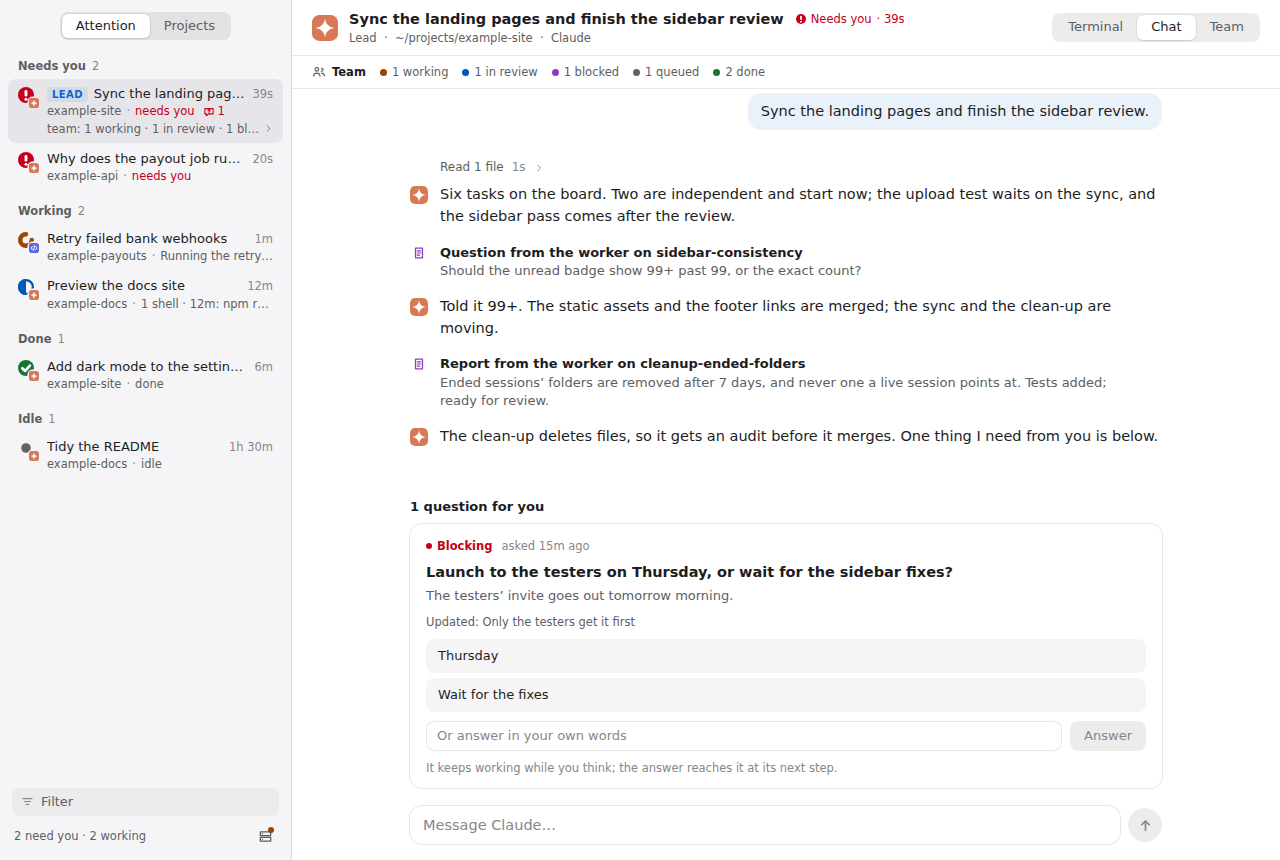 Attention Projects
Needs you 2
LEAD Sync the landing pag… 39s
example-site · needs you 1
team: 1 working · 1 in review · 1 bl…
Why does the payout job ru… 20s
example-api · needs you
Working 2
Retry failed bank webhooks 1m
example-payouts · Running the retry…
Preview the docs site 12m
example-docs · 1 shell · 12m: npm r…
Done 1
Add dark mode to the settin… 6m
example-site · done
Idle 1
Tidy the README 1h 30m
example-docs · idle
Filter
2 need you · 2 working
Sync the landing pages and finish the sidebar review Needs you · 39s
Lead · ~/projects/example-site · Claude
Terminal Chat Team
Team 1 working 1 in review 1 blocked 1 queued 2 done
Sync the landing pages and finish the sidebar review.
Read 1 file 1s
Six tasks on the board. Two are independent and start now; the upload test waits on the sync, and
the sidebar pass comes after the review.
Question from the worker on sidebar-consistency
Should the unread badge show 99+ past 99, or the exact count?
Told it 99+. The static assets and the footer links are merged; the sync and the clean-up are
moving.
Report from the worker on cleanup-ended-folders
Ended sessions’ folders are removed after 7 days, and never one a live session points at. Tests added;
ready for review.
The clean-up deletes files, so it gets an audit before it merges. One thing I need from you is below.
1 question for you
Blocking asked 15m ago
Launch to the testers on Thursday, or wait for the sidebar fixes?
The testers’ invite goes out tomorrow morning.
Updated: Only the testers get it first
Thursday
Wait for the fixes
Or answer in your own words Answer
It keeps working while you think; the answer reaches it at its next step.
Message Claude…